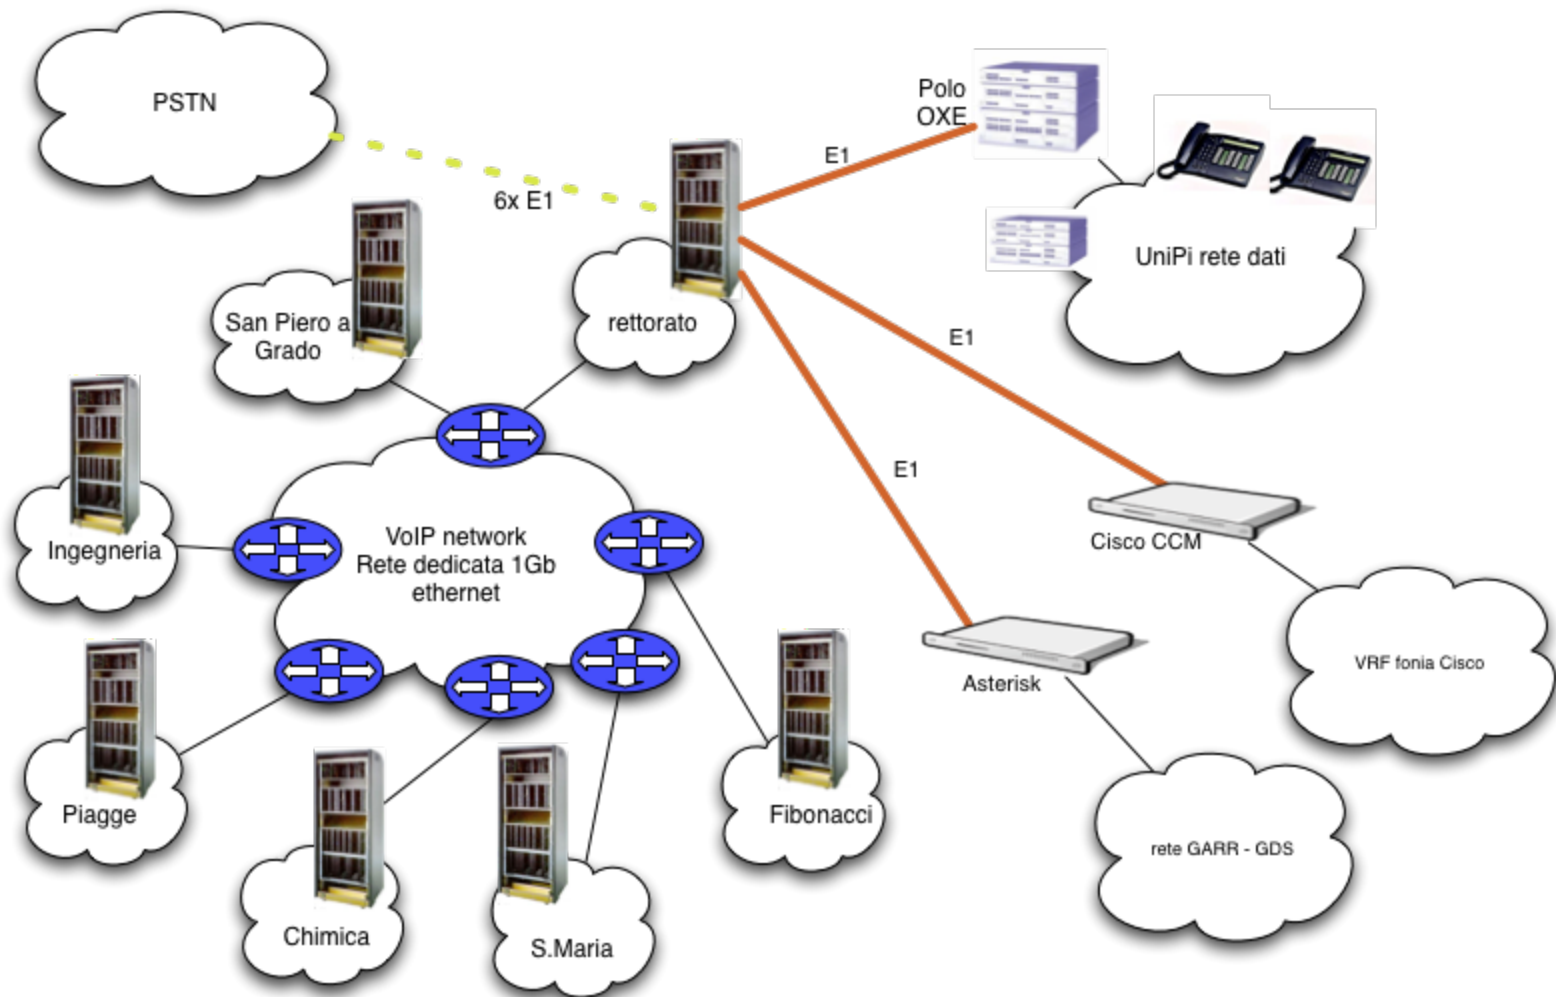 PSTN
Polo
OXE
E1
6x E1
UniPi rete dati
San Piero a
Grado
rettorato
E1
E1
Ingegneria
VoIP network
Rete dedicata 1Gb
ethernet
Cisco CCM
VRF fonia Cisco
Asterisk
Piagge
Fibonacci
rete GARR - GDS
Chimica
S.Maria